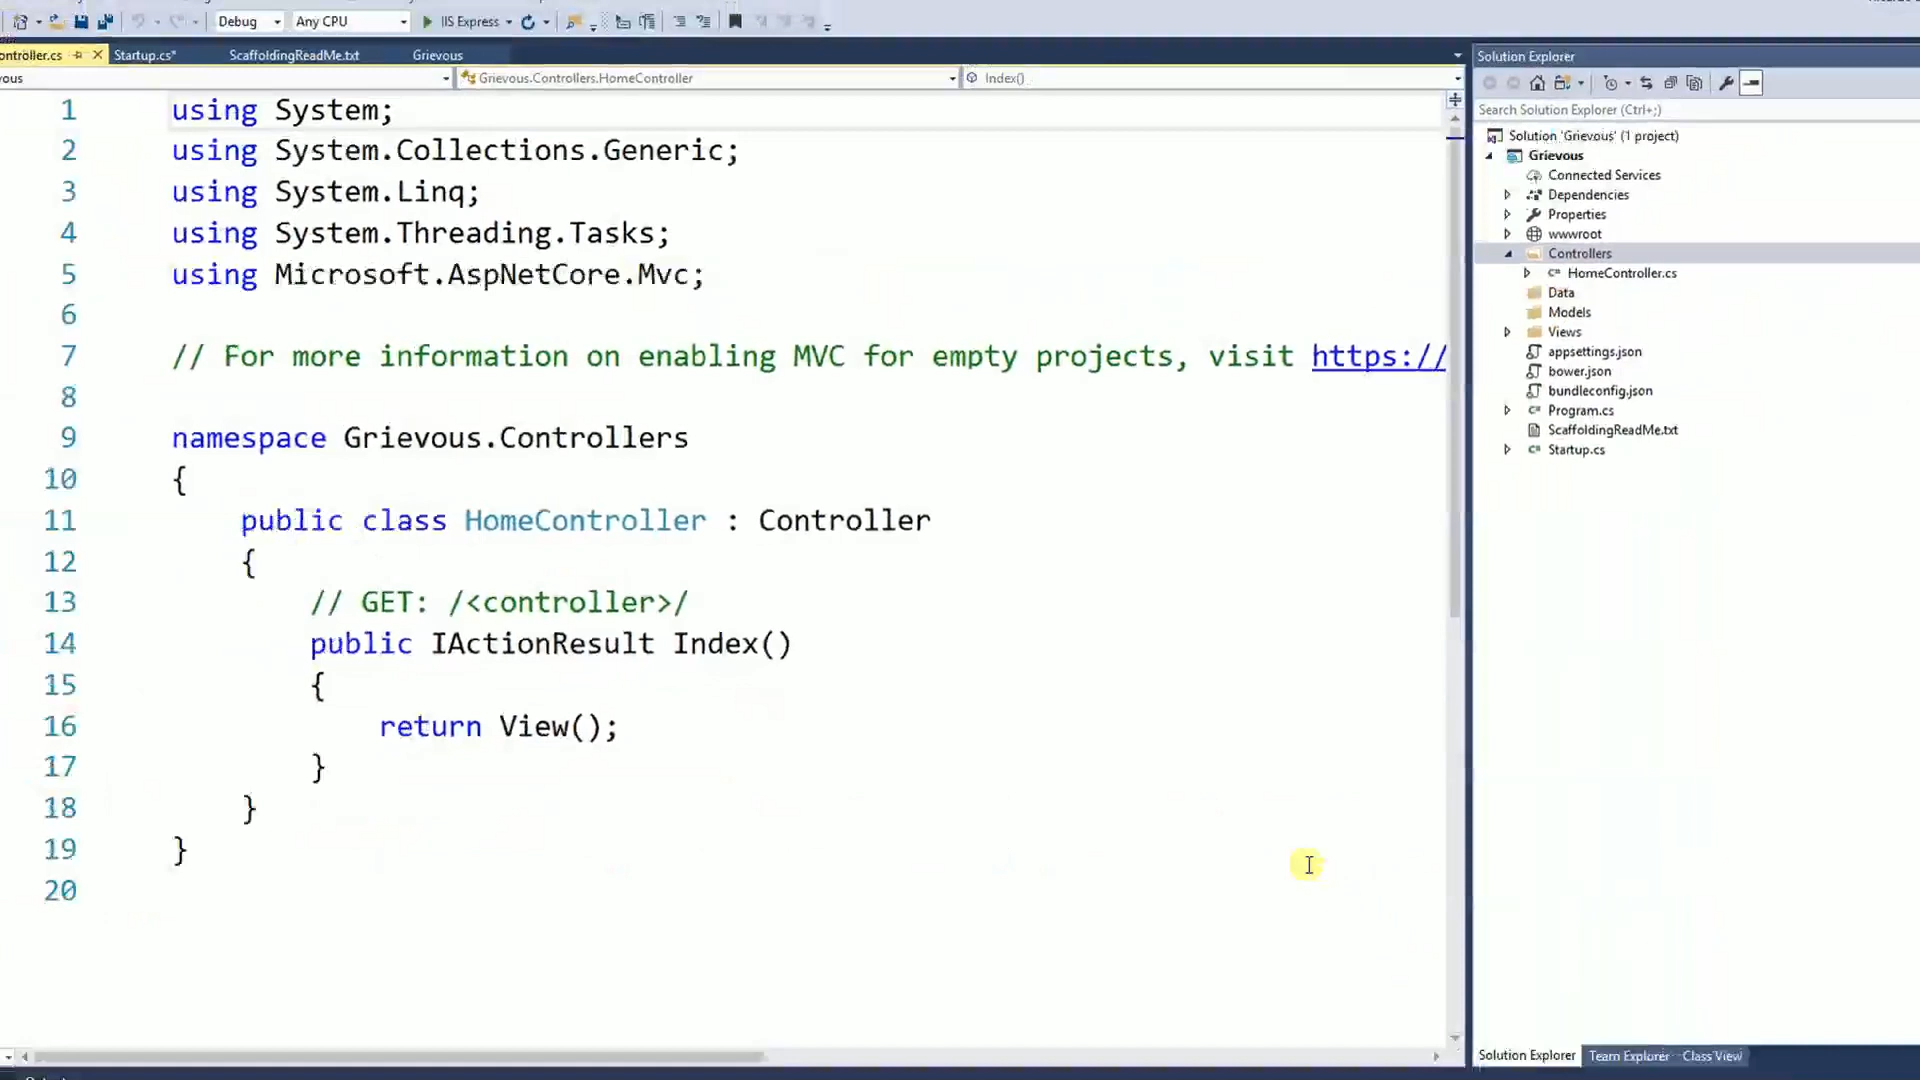 Debug Any CPU IIS Express
ontroller.cs Startup.cs* ScaffoldingReadMe.txt Grievous
vous Grievous.Controllers.HomeController Index()
1 using System;
2 using System.Collections.Generic;
3 using System.Linq;
4 using System.Threading.Tasks;
5 using Microsoft.AspNetCore.Mvc;
6
7 // For more information on enabling MVC for empty projects, visit https://
8
9 namespace Grievous.Controllers
10 {
11 public class HomeController : Controller
12 {
13 // GET: /<controller>/
14 public IActionResult Index()
15 {
16 return View();
17 }
18 }
19 }
20
Solution Explorer
Search Solution Explorer (Ctrl+;)
Solution 'Grievous' (1 project)
Grievous
Connected Services
Dependencies
Properties
wwwroot
Controllers
HomeController.cs
Data
Models
Views
appsettings.json
bower.json
bundleconfig.json
Program.cs
ScaffoldingReadMe.txt
Startup.cs
Solution Explorer Team Explorer Class View